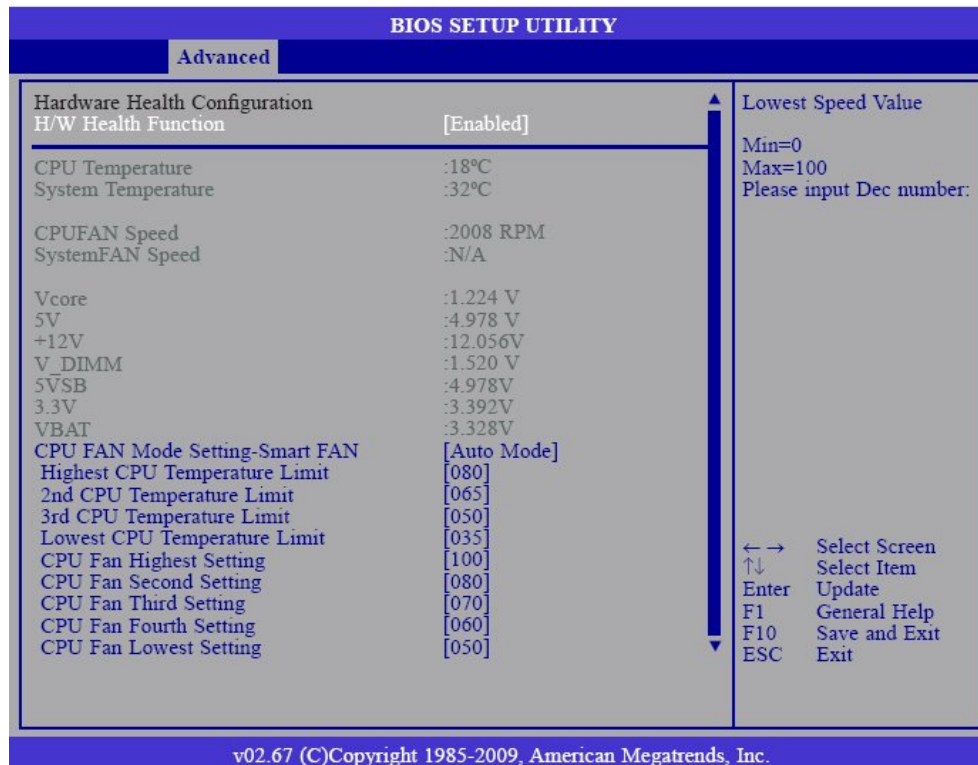 BIOS SETUP UTILITY
Advanced
Hardware Health Configuration
H/W Health Function [Enabled]
CPU Temperature :18ºC
System Temperature :32ºC
CPUFAN Speed :2008 RPM
SystemFAN Speed :N/A
Vcore :1.224 V
5V :4.978 V
+12V :12.056V
V_DIMM :1.520 V
5VSB :4.978V
3.3V :3.392V
VBAT :3.328V
CPU FAN Mode Setting-Smart FAN [Auto Mode]
Highest CPU Temperature Limit [080]
2nd CPU Temperature Limit [065]
3rd CPU Temperature Limit [050]
Lowest CPU Temperature Limit [035]
CPU Fan Highest Setting [100]
CPU Fan Second Setting [080]
CPU Fan Third Setting [070]
CPU Fan Fourth Setting [060]
CPU Fan Lowest Setting [050]
Lowest Speed Value
Min=0
Max=100
Please input Dec number:
←→ Select Screen
↑↓ Select Item
Enter Update
F1 General Help
F10 Save and Exit
ESC Exit
v02.67 (C)Copyright 1985-2009, American Megatrends, Inc.